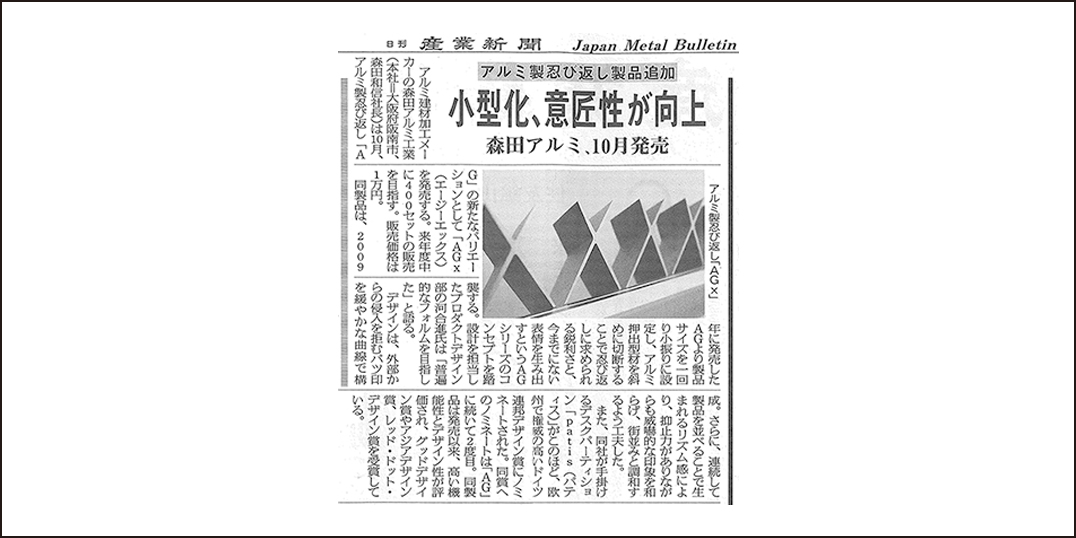 日刊 産業新聞 Japan Metal Bulletin
アルミ製忍び返し製品追加
小型化、意匠性が向上
森田アルミ、10月発売
アルミ建材加工メー
カーの森田アルミ工業
（本社＝大阪府阪南市、
森田和信社長）は10月、
アルミ製忍び返し「A
G」の新たなバリエー
ションとして「AGx
（エージーエックス）
を発売する。来年度中
に400セットの販売
を目指す。販売価格は
1万円。
同製品は、2009
アルミ製忍び返し「AGx」
年に発売した
AGより製品
サイズを一回
り小振りに設
定し、アルミ
押出型材を斜
めに切断する
ことで忍び返
しに求められ
る鋭利さと、
今までにない
表情を生み出
すというAG
シリーズのコ
ンセプトを踏
襲する。設計を担当し
たプロダクトデザイン
部の河合進氏は「普遍
的なフォルムを目指し
た」と語る。
デザインは、外部か
らの侵入を拒むバツ印
を緩やかな曲線で構
成。さらに、連続して
製品を並べることで生
まれるリズム感によ
り、抑止力がありなが
らも威嚇的な印象を和
らげ、街並みと調和す
るよう工夫した。
また、同社が手掛け
るデスクパーティショ
ン「patis（パテ
ィス）」がこのほど、欧
州で権威の高いドイツ
連邦デザイン賞にノミ
ネートされた。同賞へ
のノミネートは「AG」
に続いて2度目。同製
品は発売以来、高い機
能性とデザイン性が評
価され、グッドデザイ
ン賞やアジアデザイン
賞、レッド・ドット・
デザイン賞を受賞して
いる。